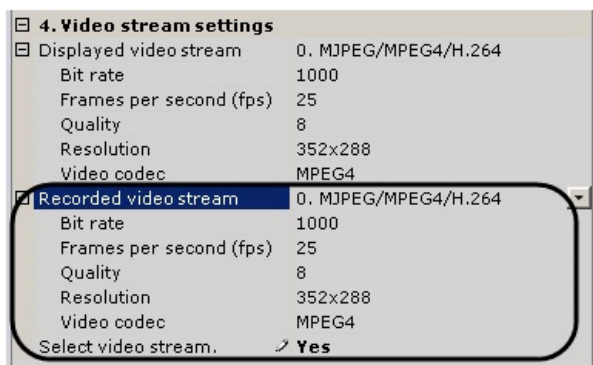 4. Video stream settings
Displayed video stream 0. MJPEG/MPEG4/H.264
Bit rate 1000
Frames per second (fps) 25
Quality 8
Resolution 352x288
Video codec MPEG4
Recorded video stream 0. MJPEG/MPEG4/H.264
Bit rate 1000
Frames per second (fps) 25
Quality 8
Resolution 352x288
Video codec MPEG4
Select video stream. Yes